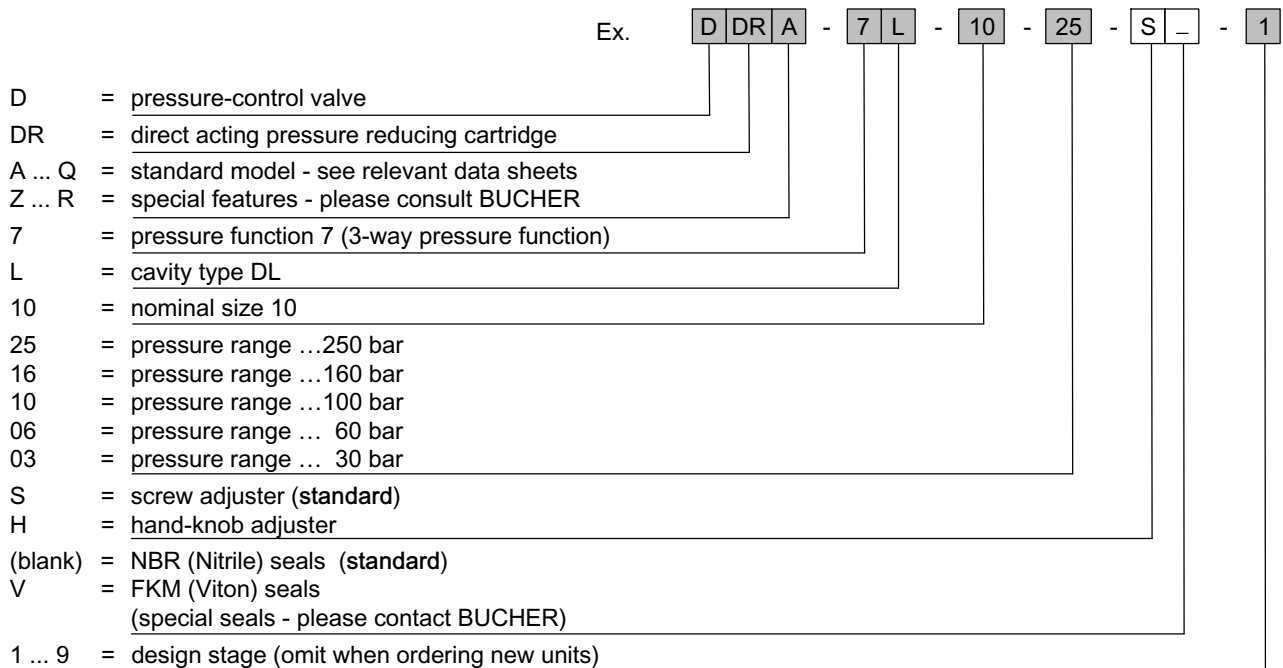 Ex. D DR A - 7 L - 10 - 25 - S _ - 1
D = pressure-control valve
DR = direct acting pressure reducing cartridge
A ... Q = standard model - see relevant data sheets
Z ... R = special features - please consult BUCHER
7 = pressure function 7 (3-way pressure function)
L = cavity type DL
10 = nominal size 10
25 = pressure range …250 bar
16 = pressure range …160 bar
10 = pressure range …100 bar
06 = pressure range … 60 bar
03 = pressure range … 30 bar
S = screw adjuster (standard)
H = hand-knob adjuster
(blank) = NBR (Nitrile) seals (standard)
V = FKM (Viton) seals
(special seals - please contact BUCHER)
1 ... 9 = design stage (omit when ordering new units)